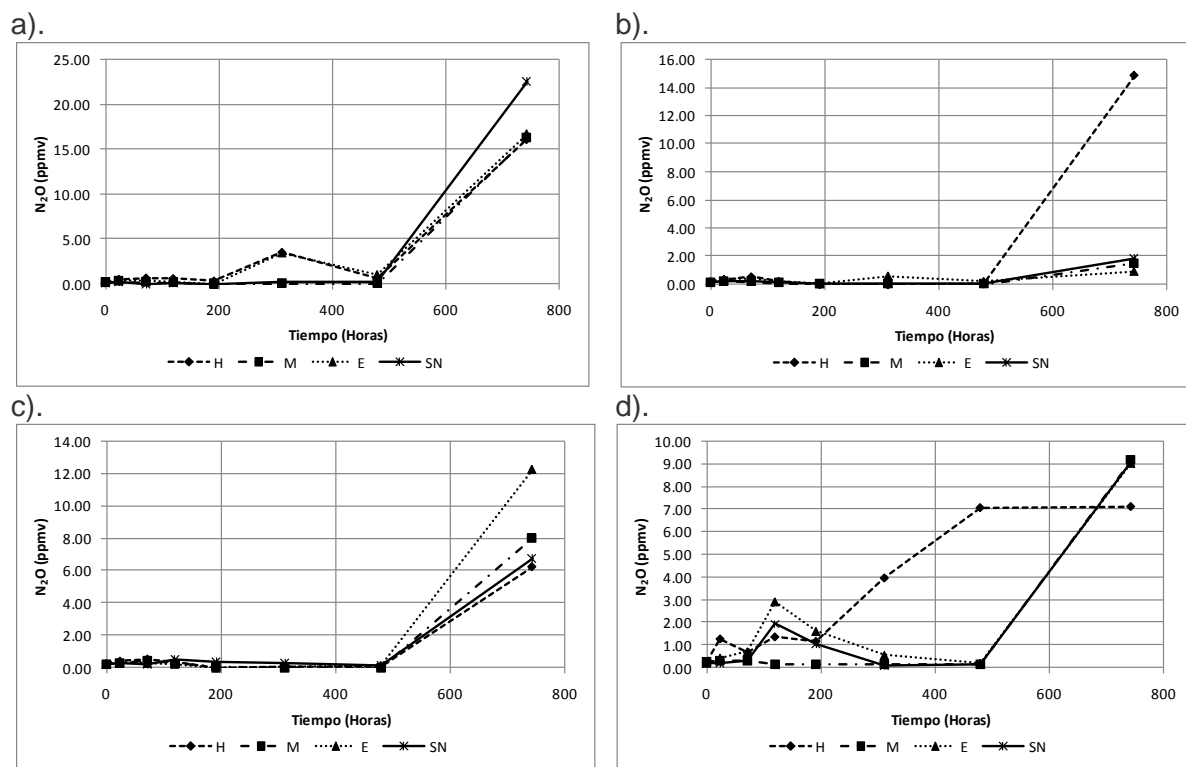 a).
25.00
20.00
15.00
10.00
5.00
0.00
N₂O (ppmv)
0 200 400 600 800
Tiempo (Horas)
H M E SN
b).
16.00
14.00
12.00
10.00
8.00
6.00
4.00
2.00
0.00
N₂O (ppmv)
0 200 400 600 800
Tiempo (Horas)
H M E SN
c).
14.00
12.00
10.00
8.00
6.00
4.00
2.00
0.00
N₂O (ppmv)
0 200 400 600 800
Tiempo (Horas)
H M E SN
d).
10.00
9.00
8.00
7.00
6.00
5.00
4.00
3.00
2.00
1.00
0.00
N₂O (ppmv)
0 200 400 600 800
Tiempo (Horas)
H M E SN